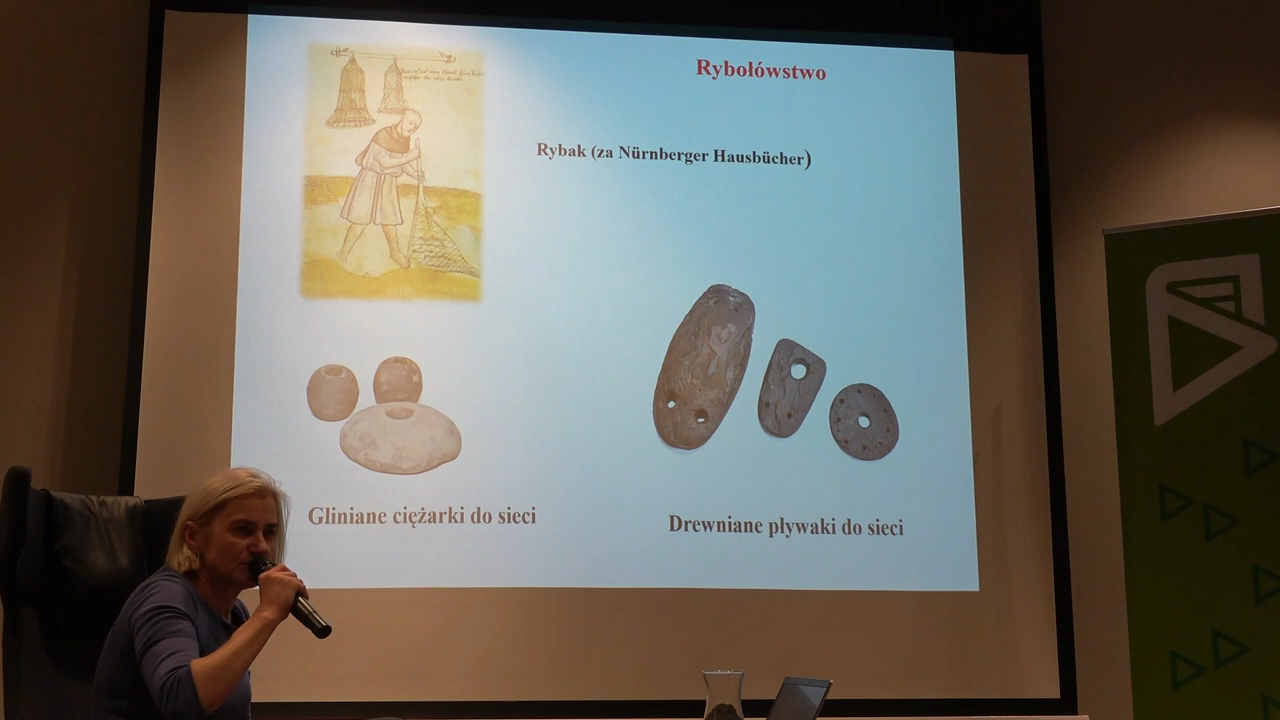 Rybołówstwo
Rybak (za Nürnberger Hausbücher)
Gliniane ciężarki do sieci
Drewniane pływaki do sieci